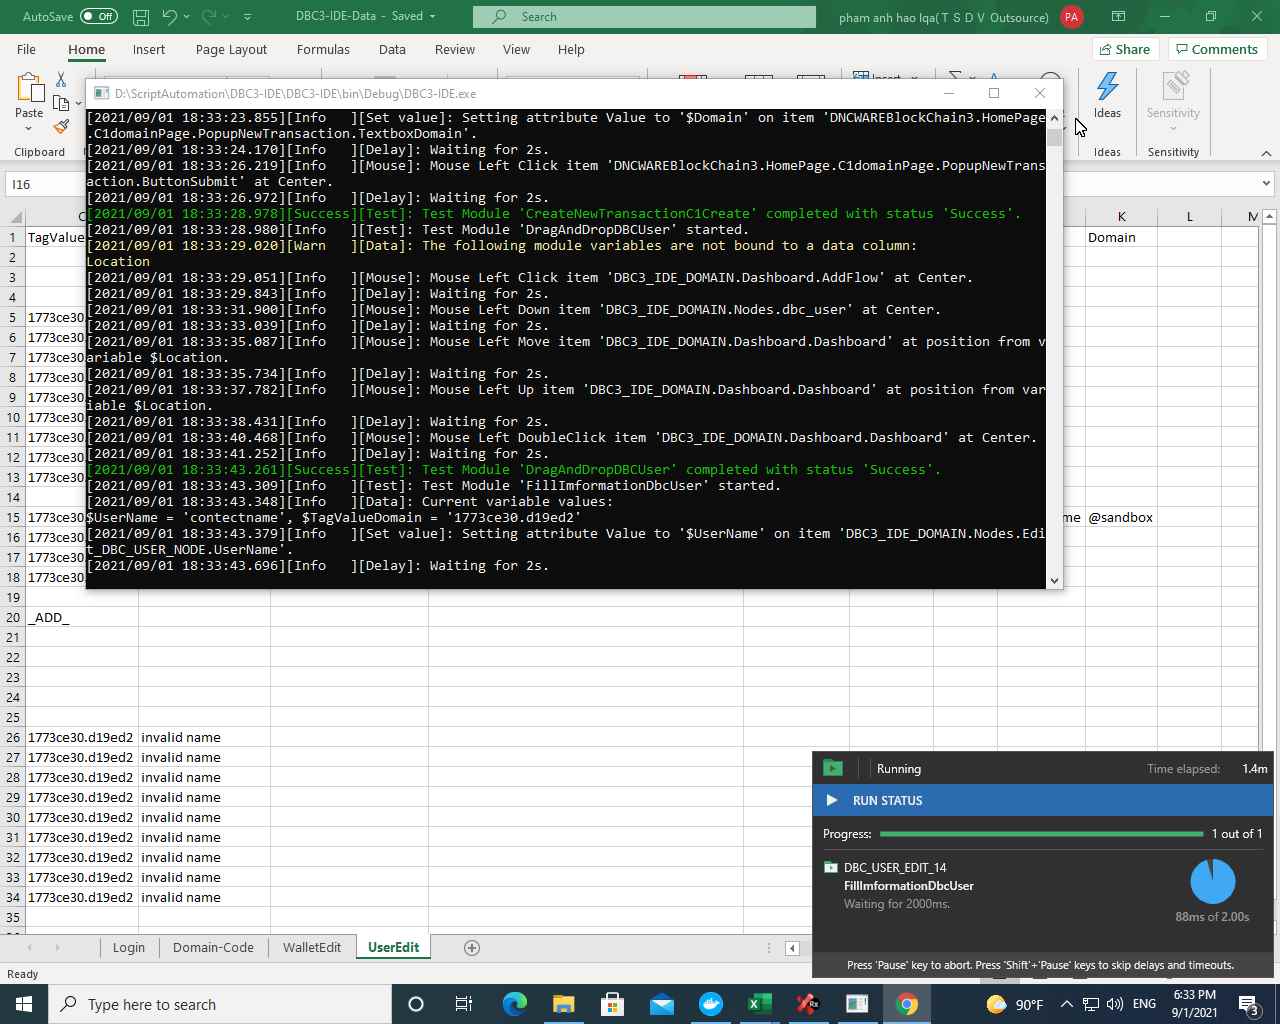 AutoSave Off DBC3-IDE-Data - Saved Search pham anh hao lqa(T S D V Outsource) PA
File Home Insert Page Layout Formulas Data Review View Help Share Comments
Paste Ideas Sensitivity
Clipboard Ideas Sensitivity
D:\ScriptAutomation\DBC3-IDE\DBC3-IDE\bin\Debug\DBC3-IDE.exe
[2021/09/01 18:33:23.855][Info   ][Set value]: Setting attribute Value to '$Domain' on item 'DNCWAREBlockChain3.HomePage
.C1domainPage.PopupNewTransaction.TextboxDomain'.
[2021/09/01 18:33:24.170][Info   ][Delay]: Waiting for 2s.
[2021/09/01 18:33:26.219][Info   ][Mouse]: Mouse Left Click item 'DNCWAREBlockChain3.HomePage.C1domainPage.PopupNewTrans
action.ButtonSubmit' at Center.
[2021/09/01 18:33:26.972][Info   ][Delay]: Waiting for 2s.
[2021/09/01 18:33:28.978][Success][Test]: Test Module 'CreateNewTransactionC1Create' completed with status 'Success'.
[2021/09/01 18:33:28.980][Info   ][Test]: Test Module 'DragAndDropDBCUser' started.
[2021/09/01 18:33:29.020][Warn   ][Data]: The following module variables are not bound to a data column:
Location
[2021/09/01 18:33:29.051][Info   ][Mouse]: Mouse Left Click item 'DBC3_IDE_DOMAIN.Dashboard.AddFlow' at Center.
[2021/09/01 18:33:29.843][Info   ][Delay]: Waiting for 2s.
[2021/09/01 18:33:31.900][Info   ][Mouse]: Mouse Left Down item 'DBC3_IDE_DOMAIN.Nodes.dbc_user' at Center.
[2021/09/01 18:33:33.039][Info   ][Delay]: Waiting for 2s.
[2021/09/01 18:33:35.087][Info   ][Mouse]: Mouse Left Move item 'DBC3_IDE_DOMAIN.Dashboard.Dashboard' at position from v
ariable $Location.
[2021/09/01 18:33:35.734][Info   ][Delay]: Waiting for 2s.
[2021/09/01 18:33:37.782][Info   ][Mouse]: Mouse Left Up item 'DBC3_IDE_DOMAIN.Dashboard.Dashboard' at position from var
iable $Location.
[2021/09/01 18:33:38.431][Info   ][Delay]: Waiting for 2s.
[2021/09/01 18:33:40.468][Info   ][Mouse]: Mouse Left DoubleClick item 'DBC3_IDE_DOMAIN.Dashboard.Dashboard' at Center.
[2021/09/01 18:33:41.252][Info   ][Delay]: Waiting for 2s.
[2021/09/01 18:33:43.261][Success][Test]: Test Module 'DragAndDropDBCUser' completed with status 'Success'.
[2021/09/01 18:33:43.309][Info   ][Test]: Test Module 'FillImformationDbcUser' started.
[2021/09/01 18:33:43.348][Info   ][Data]: Current variable values:
$UserName = 'contectname', $TagValueDomain = '1773ce30.d19ed2'
[2021/09/01 18:33:43.379][Info   ][Set value]: Setting attribute Value to '$UserName' on item 'DBC3_IDE_DOMAIN.Nodes.Edi
t_DBC_USER_NODE.UserName'.
[2021/09/01 18:33:43.696][Info   ][Delay]: Waiting for 2s.
I16
K L M
1 TagValue Domain
2
3
4
5 1773ce30.
6 1773ce30
7 1773ce30
8 1773ce30
9 1773ce30
10 1773ce30
11 1773ce30
12 1773ce30
13 1773ce30
14
15 1773ce30 me @sandbox
16 1773ce30
17 1773ce30
18 1773ce30
19
20 _ADD_
21
22
23
24
25
26 1773ce30.d19ed2 invalid name
27 1773ce30.d19ed2 invalid name
28 1773ce30.d19ed2 invalid name
29 1773ce30.d19ed2 invalid name
30 1773ce30.d19ed2 invalid name
31 1773ce30.d19ed2 invalid name
32 1773ce30.d19ed2 invalid name
33 1773ce30.d19ed2 invalid name
34 1773ce30.d19ed2 invalid name
35
Running Time elapsed: 1.4m
RUN STATUS
Progress: 1 out of 1
DBC_USER_EDIT_14
FillImformationDbcUser
Waiting for 2000ms.
88ms of 2.00s
Press 'Pause' key to abort. Press 'Shift'+'Pause' keys to skip delays and timeouts.
Login Domain-Code WalletEdit UserEdit
Ready
Type here to search 90°F ENG 6:33 PM
9/1/2021 3